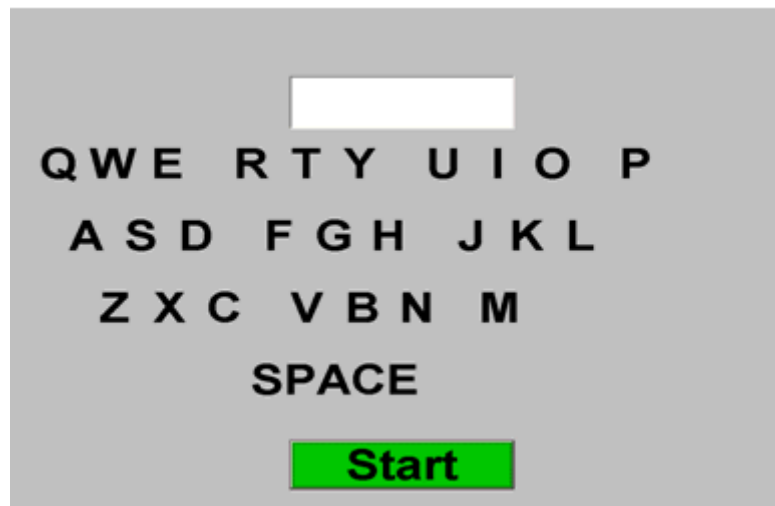 QWE RTY UIO P
ASD FGH JKL
ZXC VBN M
SPACE
Start